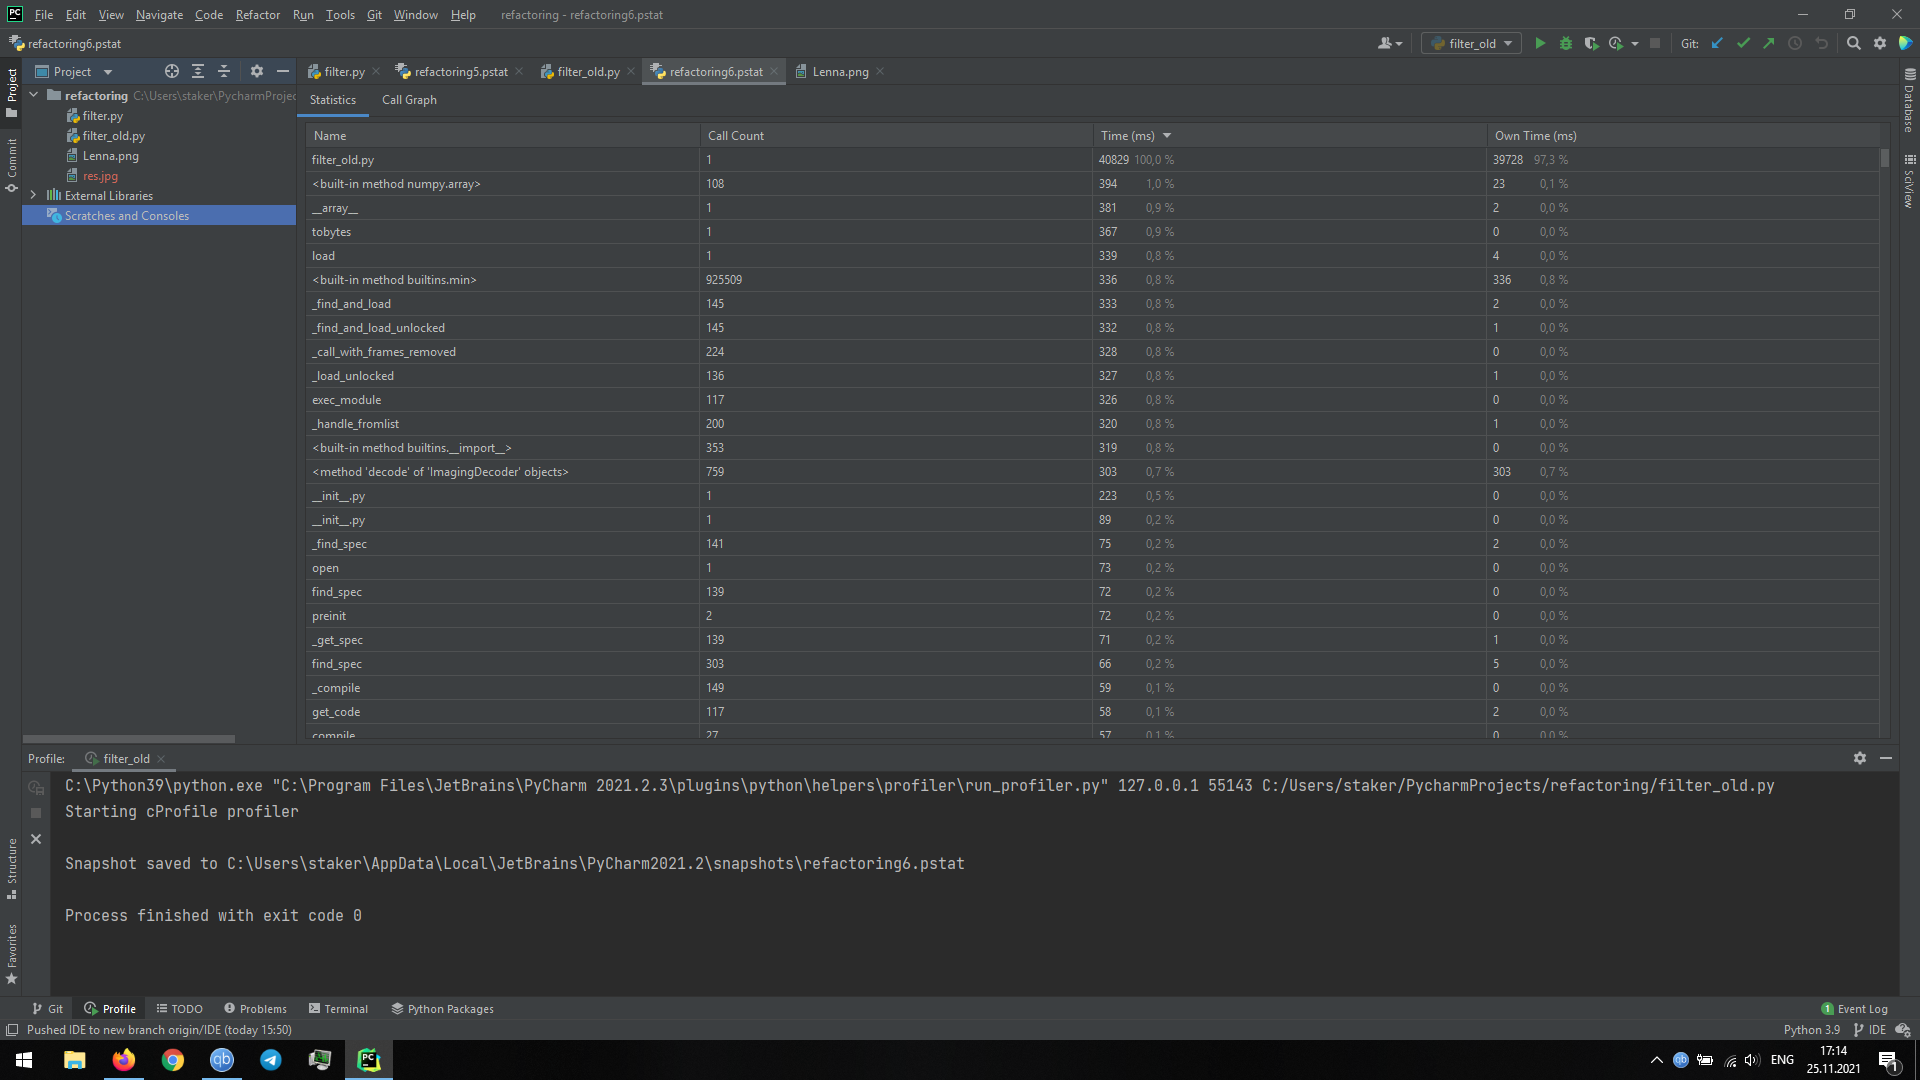 PC File Edit View Navigate Code Refactor Run Tools Git Window Help refactoring - refactoring6.pstat
refactoring6.pstat filter_old Git:
Project filter.py refactoring5.pstat filter_old.py refactoring6.pstat Lenna.png
Project
Commit
Structure
Favorites
Database
SciView
refactoring C:\Users\staker\PycharmProjec
filter.py
filter_old.py
Lenna.png
res.jpg
External Libraries
Scratches and Consoles
Statistics Call Graph
Name Call Count Time (ms) Own Time (ms)
filter_old.py 1 40829 100,0 % 39728 97,3 %
<built-in method numpy.array> 108 394 1,0 % 23 0,1 %
__array__ 1 381 0,9 % 2 0,0 %
tobytes 1 367 0,9 % 0 0,0 %
load 1 339 0,8 % 4 0,0 %
<built-in method builtins.min> 925509 336 0,8 % 336 0,8 %
_find_and_load 145 333 0,8 % 2 0,0 %
_find_and_load_unlocked 145 332 0,8 % 1 0,0 %
_call_with_frames_removed 224 328 0,8 % 0 0,0 %
_load_unlocked 136 327 0,8 % 1 0,0 %
exec_module 117 326 0,8 % 0 0,0 %
_handle_fromlist 200 320 0,8 % 1 0,0 %
<built-in method builtins.__import__> 353 319 0,8 % 0 0,0 %
<method 'decode' of 'ImagingDecoder' objects> 759 303 0,7 % 303 0,7 %
__init__.py 1 223 0,5 % 0 0,0 %
__init__.py 1 89 0,2 % 0 0,0 %
_find_spec 141 75 0,2 % 2 0,0 %
open 1 73 0,2 % 0 0,0 %
find_spec 139 72 0,2 % 0 0,0 %
preinit 2 72 0,2 % 0 0,0 %
_get_spec 139 71 0,2 % 1 0,0 %
find_spec 303 66 0,2 % 5 0,0 %
_compile 149 59 0,1 % 0 0,0 %
get_code 117 58 0,1 % 2 0,0 %
compile 27 57 0,1 % 0 0,0 %
Profile: filter_old
C:\Python39\python.exe "C:\Program Files\JetBrains\PyCharm 2021.2.3\plugins\python\helpers\profiler\run_profiler.py" 127.0.0.1 55143 C:/Users/staker/PycharmProjects/refactoring/filter_old.py
Starting cProfile profiler
Snapshot saved to C:\Users\staker\AppData\Local\JetBrains\PyCharm2021.2\snapshots\refactoring6.pstat
Process finished with exit code 0
Git Profile TODO Problems Terminal Python Packages 1 Event Log
Pushed IDE to new branch origin/IDE (today 15:50) Python 3.9 IDE
qb PC qb ENG 17:14
25.11.2021 1